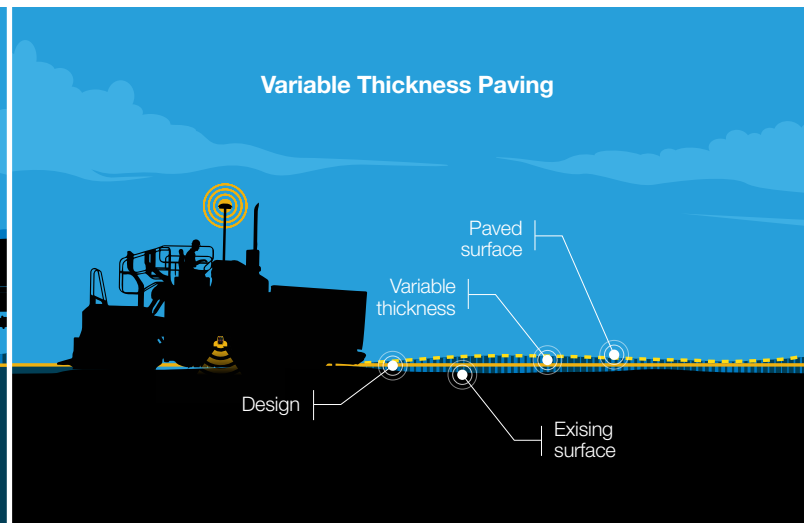 Variable Thickness Paving
Paved
surface
Variable
thickness
Design
Exising
surface